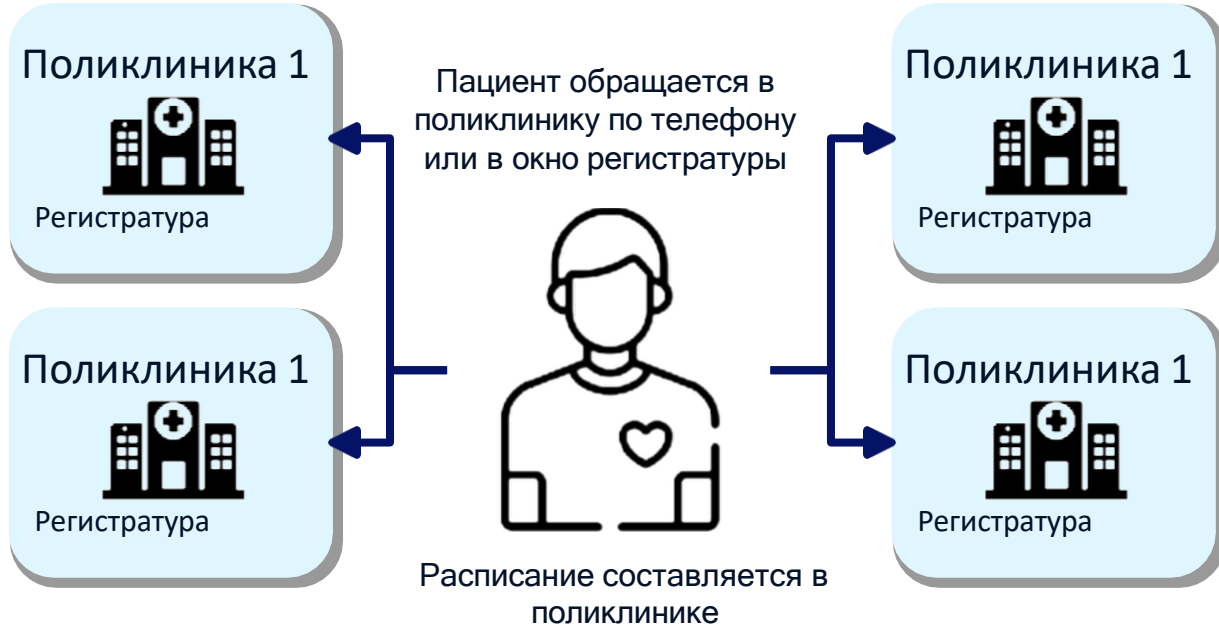 Поликлиника 1
Регистратура
Пациент обращается в
поликлинику по телефону
или в окно регистратуры
Поликлиника 1
Регистратура
Поликлиника 1
Регистратура
Поликлиника 1
Регистратура
Расписание составляется в
поликлинике